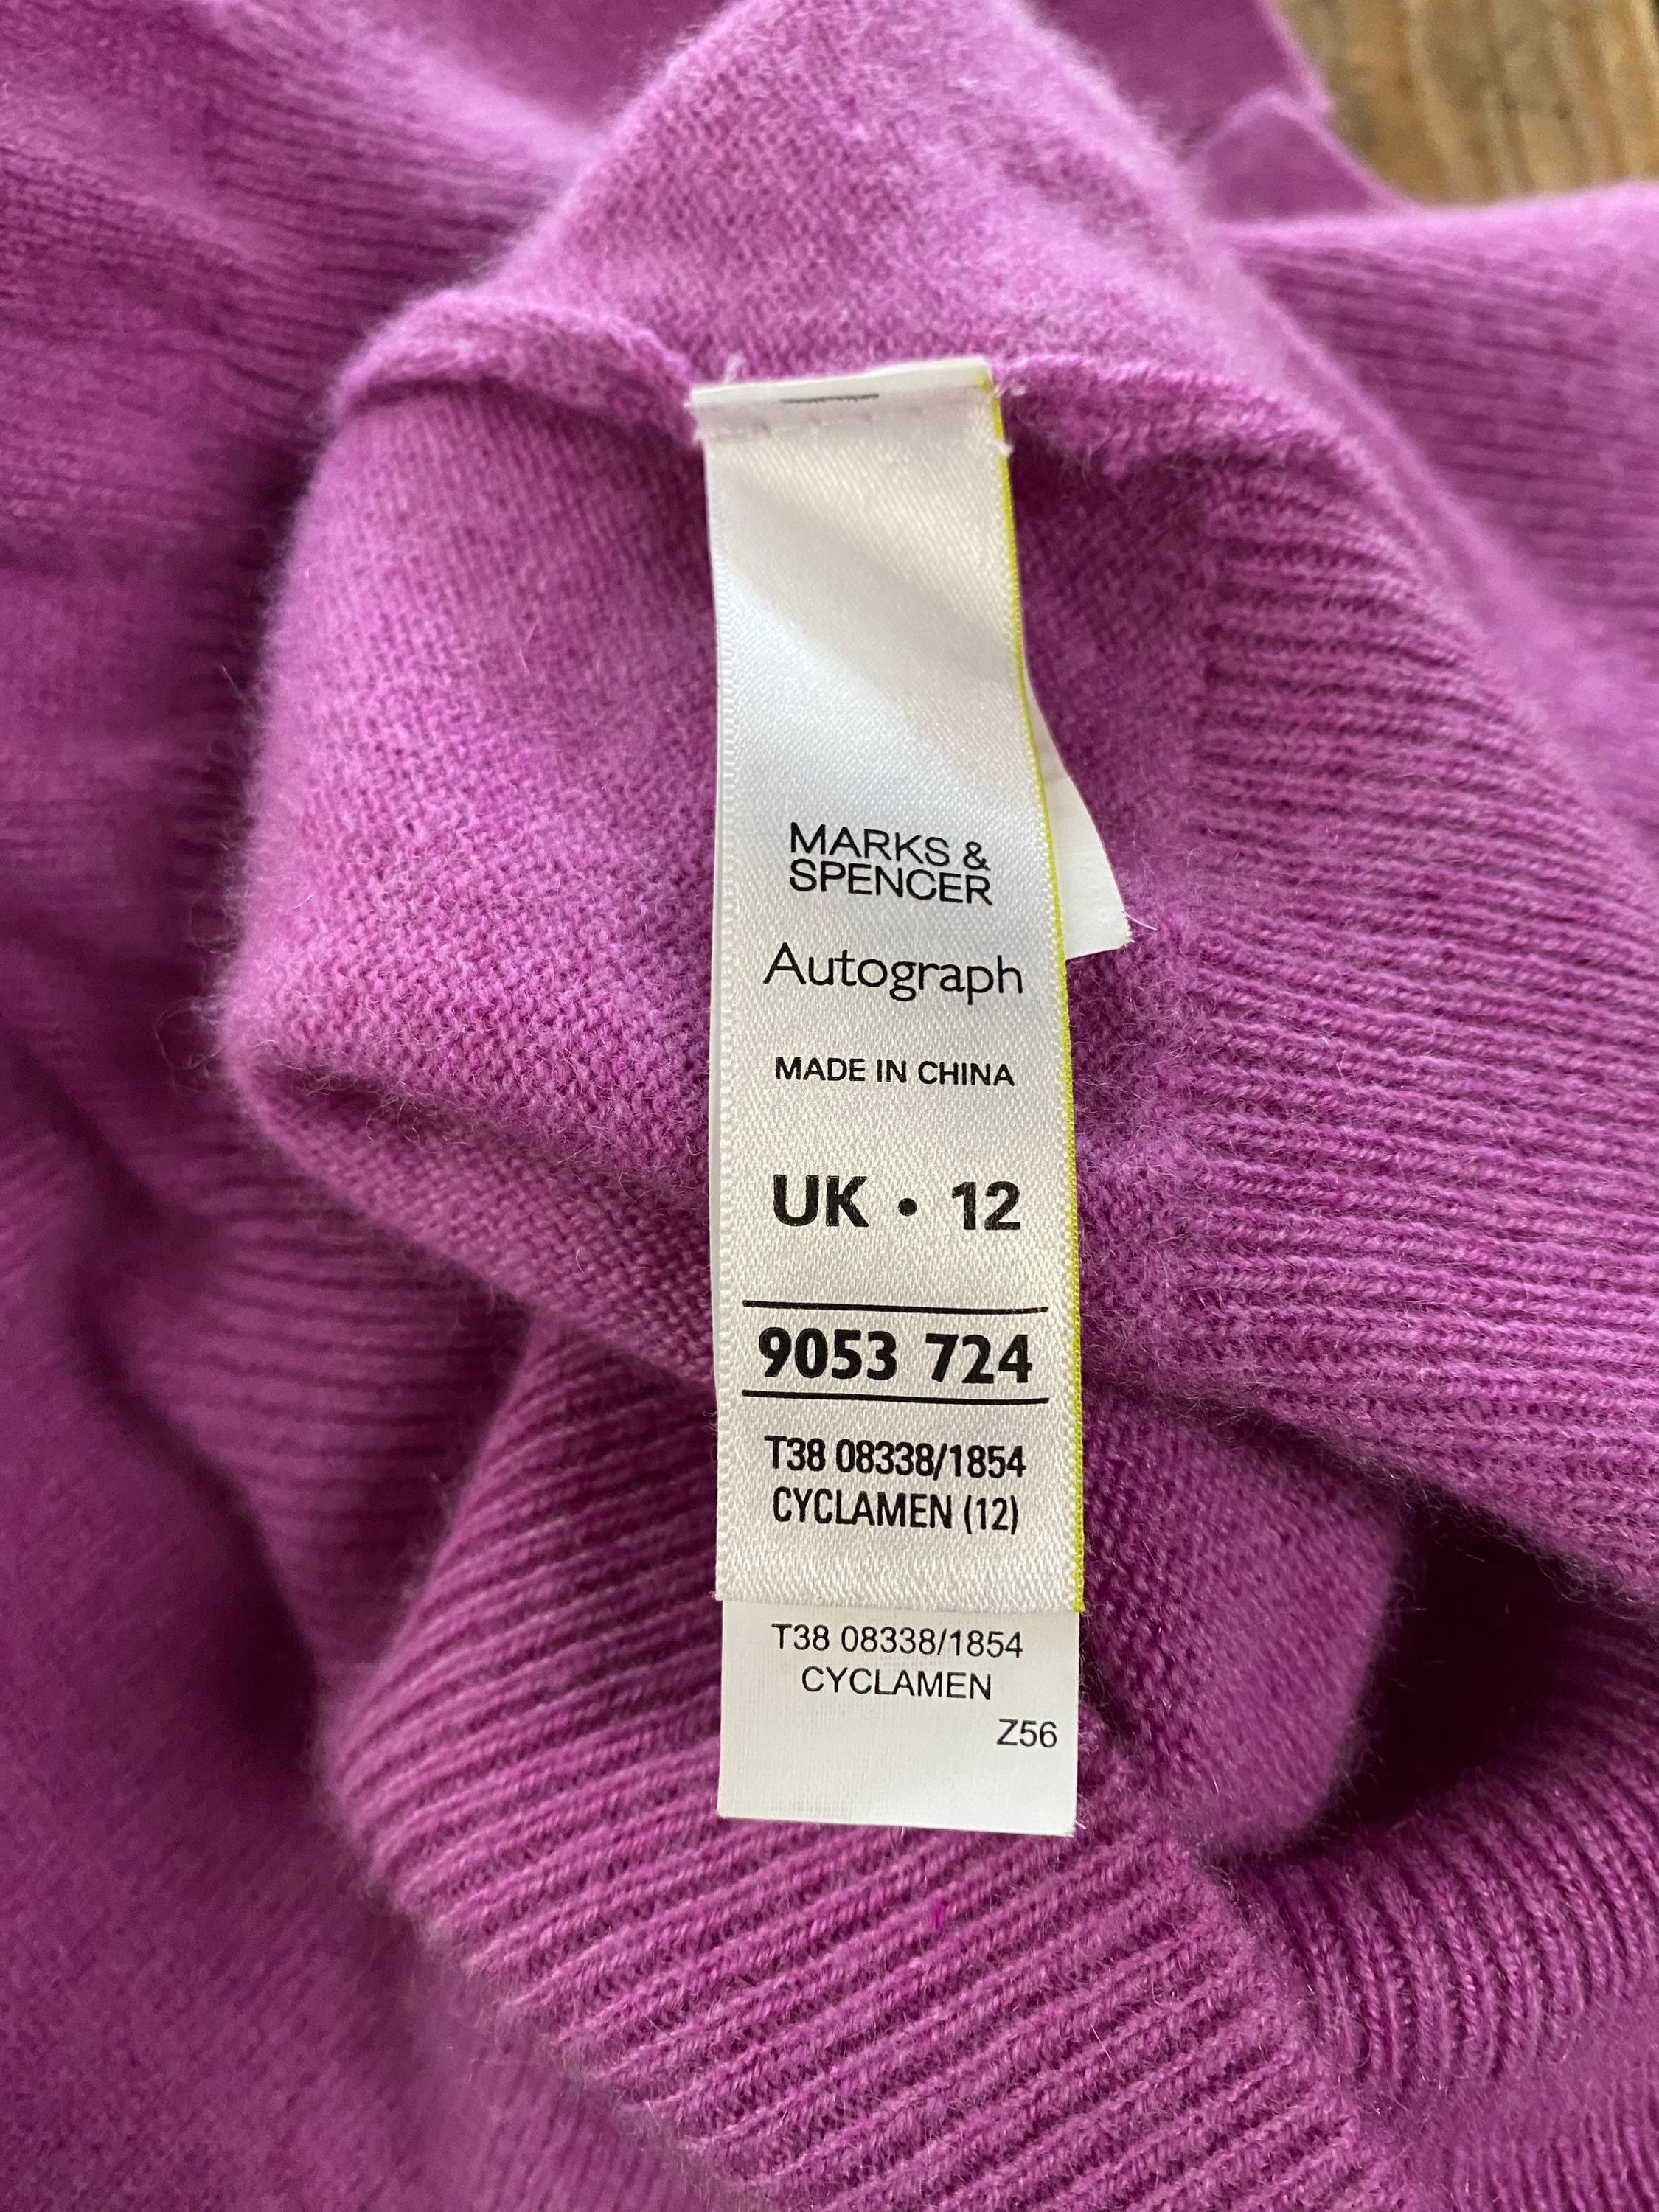 MARKS &
SPENCER
Autograph
MADE IN CHINA
UK • 12
9053 724
T38 08338/1854
CYCLAMEN (12)
T38 08338/1854
CYCLAMEN
Z56